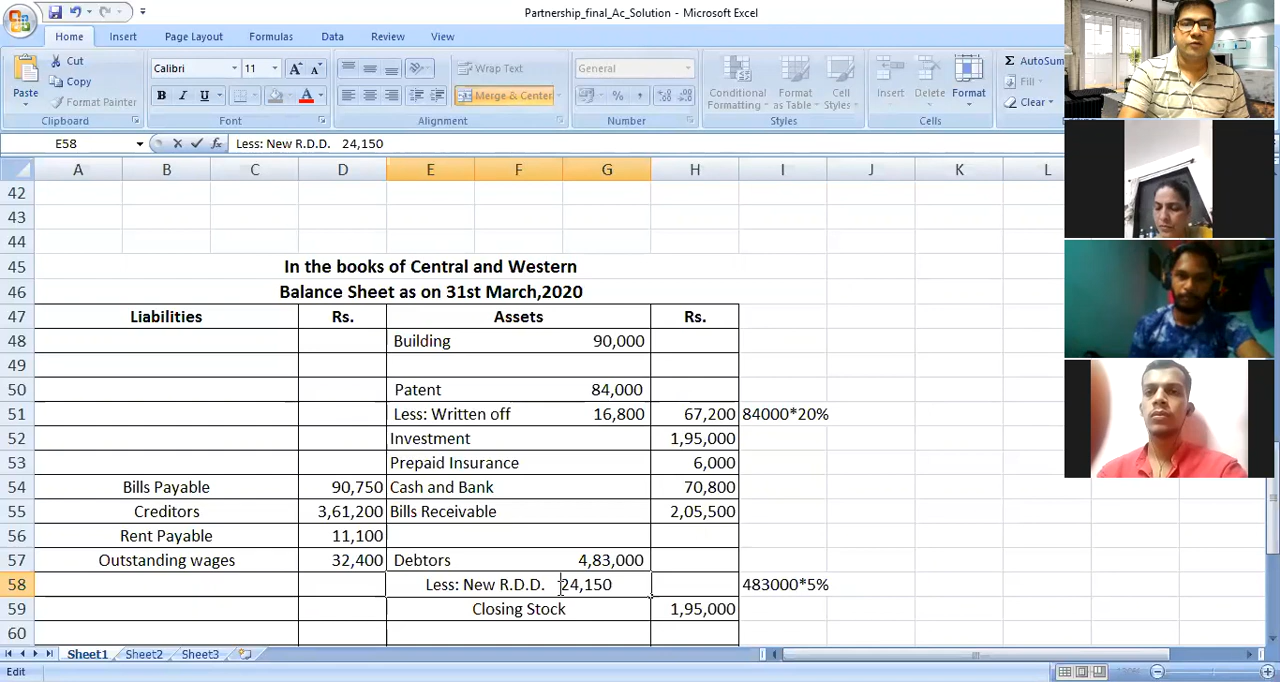 Partnership_final_Ac_Solution - Microsoft Excel
Home Insert Page Layout Formulas Data Review View
Paste Cut Copy Format Painter
Calibri 11 A A B I U A
Wrap Text Merge & Center
General % ,
Conditional Formatting Format as Table Cell Styles
Insert Delete Format
Σ AutoSum Fill Clear
Clipboard Font Alignment Number Styles Cells
E58 fx Less: New R.D.D. 24,150
A B C D E F G H I J K L
42
43
44
45 In the books of Central and Western
46 Balance Sheet as on 31st March,2020
47 Liabilities Rs. Assets Rs.
48 Building 90,000
49
50 Patent 84,000
51 Less: Written off 16,800 67,200 84000*20%
52 Investment 1,95,000
53 Prepaid Insurance 6,000
54 Bills Payable 90,750 Cash and Bank 70,800
55 Creditors 3,61,200 Bills Receivable 2,05,500
56 Rent Payable 11,100
57 Outstanding wages 32,400 Debtors 4,83,000
58 Less: New R.D.D. 24,150 483000*5%
59 Closing Stock 1,95,000
60
Sheet1 Sheet2 Sheet3
Edit